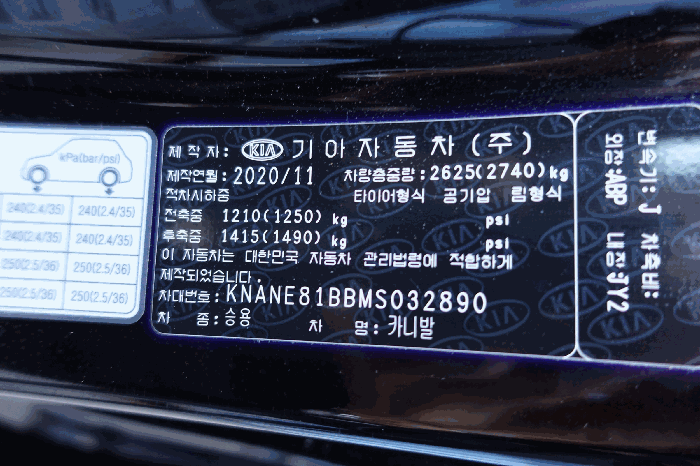 kPa(bar/psi)
240(2.4/35) 240(2.4/35)
240(2.4/35) 240(2.4/35)
250(2.5/36) 250(2.5/36)
250(2.5/36) 250(2.5/36)
제 작 자: KIA 기아자동차(주)
제작연월: 2020/11 차량총중량: 2625(2740)kg
적차시하중 타이어형식 공기압 림형식
전축중 1210(1250) kg psi
후축중 1415(1490) kg psi
이 자동차는 대한민국 자동차 관리법령에 적합하게
제작되었습니다.
차대번호: KNANE81BBMS032890
차 종: 승용 차 명: 카니발
변속기: J 차축비:
외장:ABP 내장:JY2